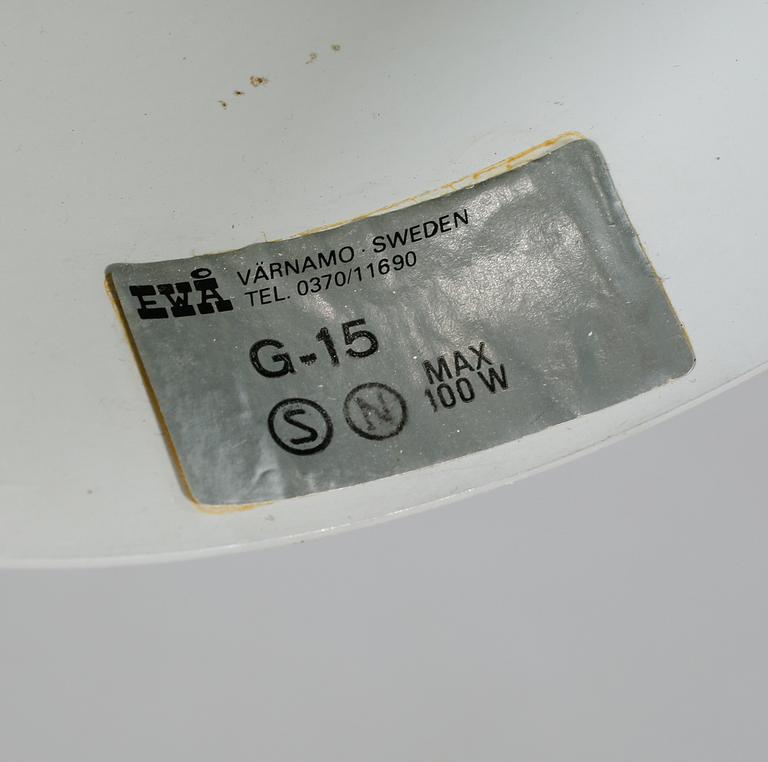 EWÅ VÄRNAMO · SWEDEN
TEL. 0370/11690
G-15
S N MAX
100 W